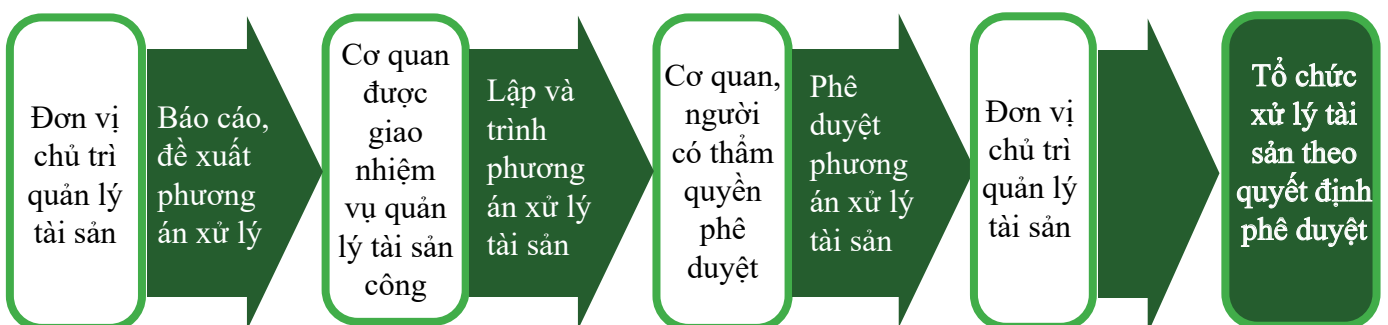 Đơn vị
chủ trì
quản lý
tài sản
Báo cáo,
đề xuất
phương
án xử lý
Cơ quan
được
giao
nhiệm
vụ quản
lý tài sản
công
Lập và
trình
phương
án xử lý
tài sản
Cơ quan,
người
có thẩm
quyền
phê
duyệt
Phê
duyệt
phương
án xử lý
tài sản
Đơn vị
chủ trì
quản lý
tài sản
Tổ chức
xử lý tài
sản theo
quyết định
phê duyệt